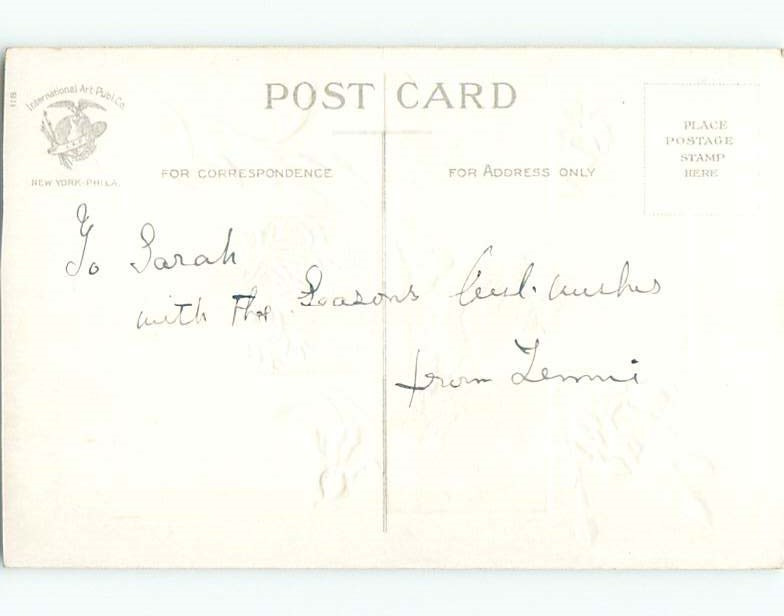 118
International Art Publ. Co.
NEW YORK-PHILA.
POST CARD
FOR CORRESPONDENCE
FOR ADDRESS ONLY
PLACE
POSTAGE
STAMP
HERE
To Sarah
with the Seasons best wishes
from